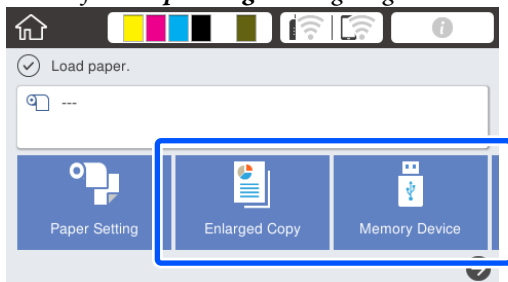 Load paper.
---
Paper Setting
Enlarged Copy
Memory Device